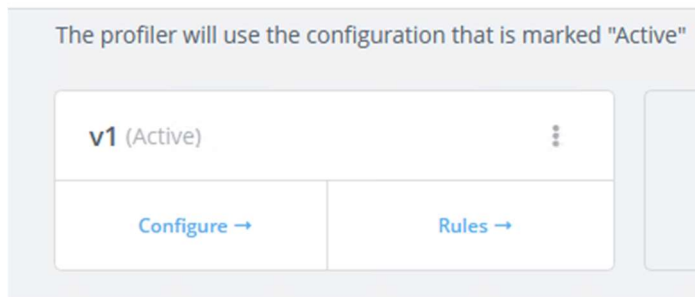 The profiler will use the configuration that is marked "Active"
v1 (Active)
Configure →
Rules →